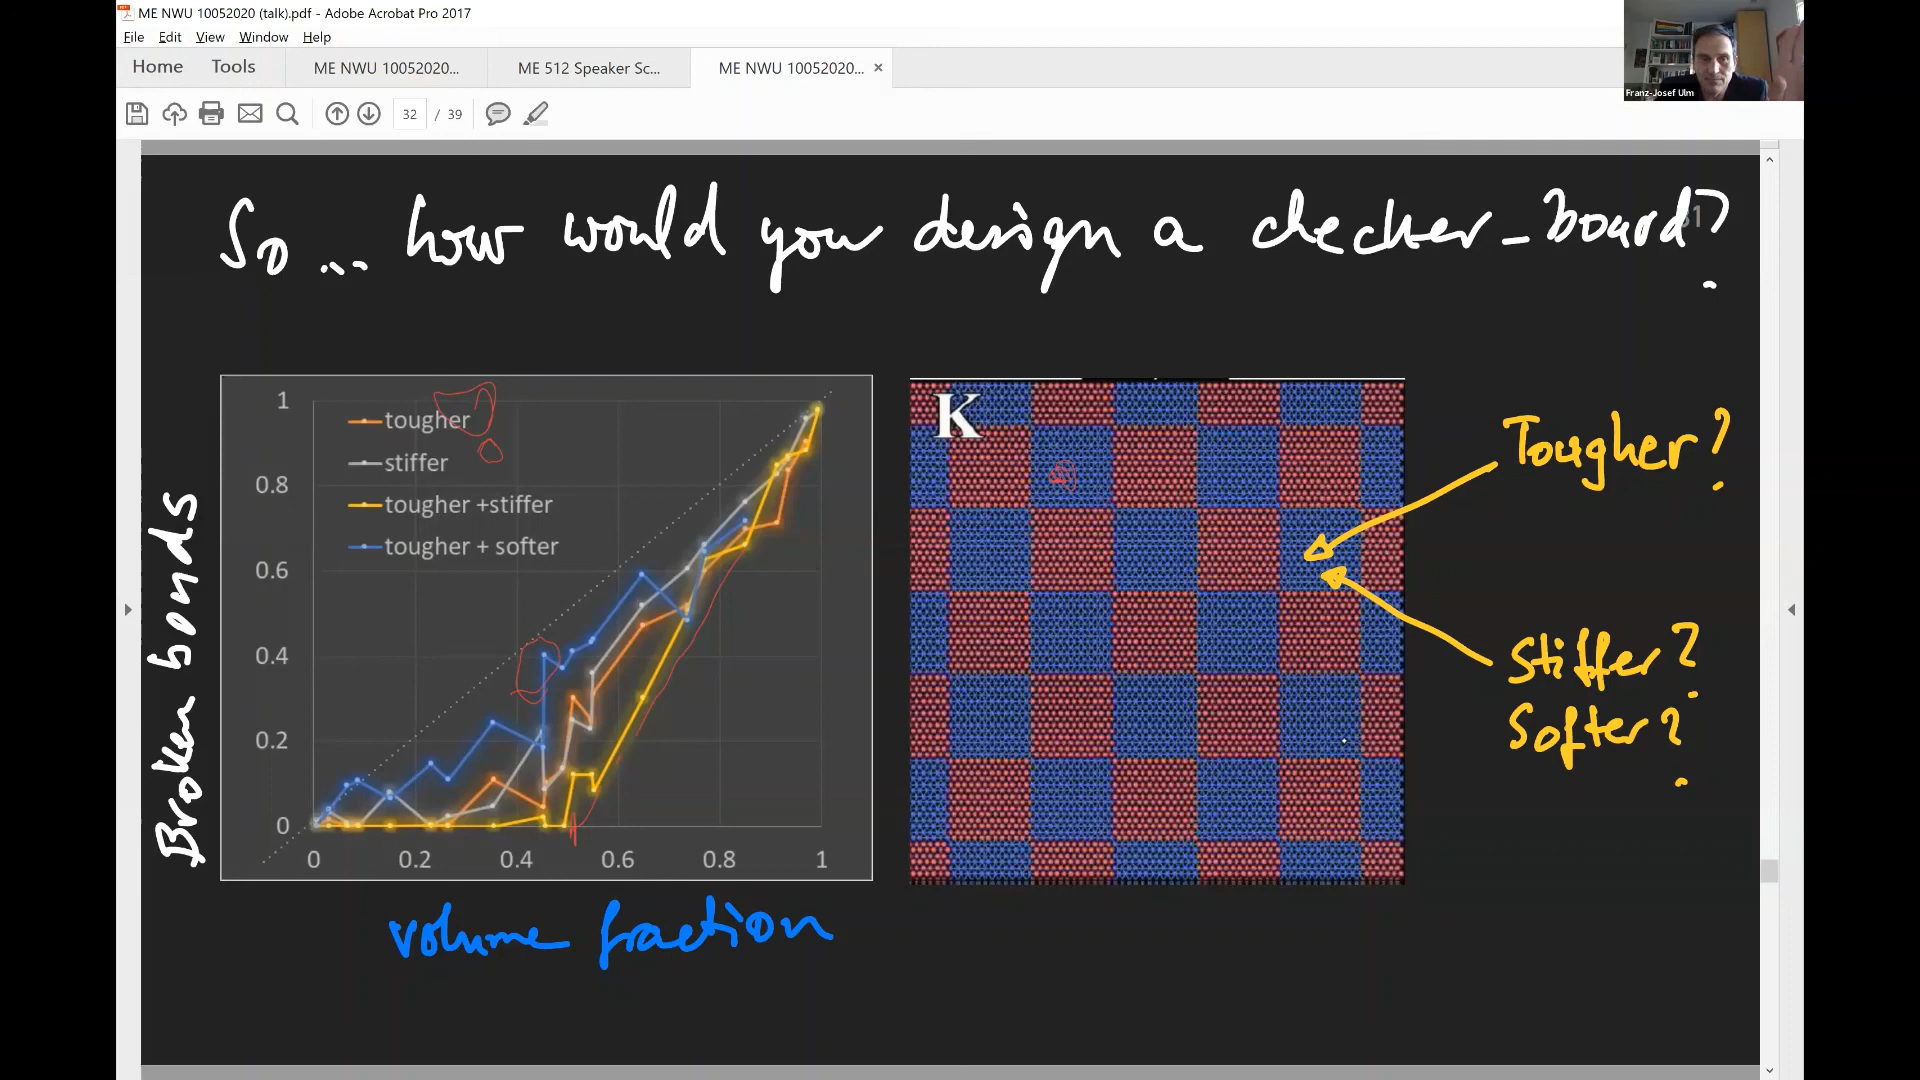 ME NWU 10052020 (talk).pdf - Adobe Acrobat Pro 2017
File Edit View Window Help
Home Tools ME NWU 10052020... ME 512 Speaker Sc... ME NWU 10052020... ×
32 / 39
Franz-Josef Ulm
So... how would you design a checker-board?
31
Broken bonds
1
0.8
0.6
0.4
0.2
0
0 0.2 0.4 0.6 0.8 1
tougher
stiffer
tougher +stiffer
tougher + softer
volume fraction
K
Tougher?
Stiffer?
Softer?